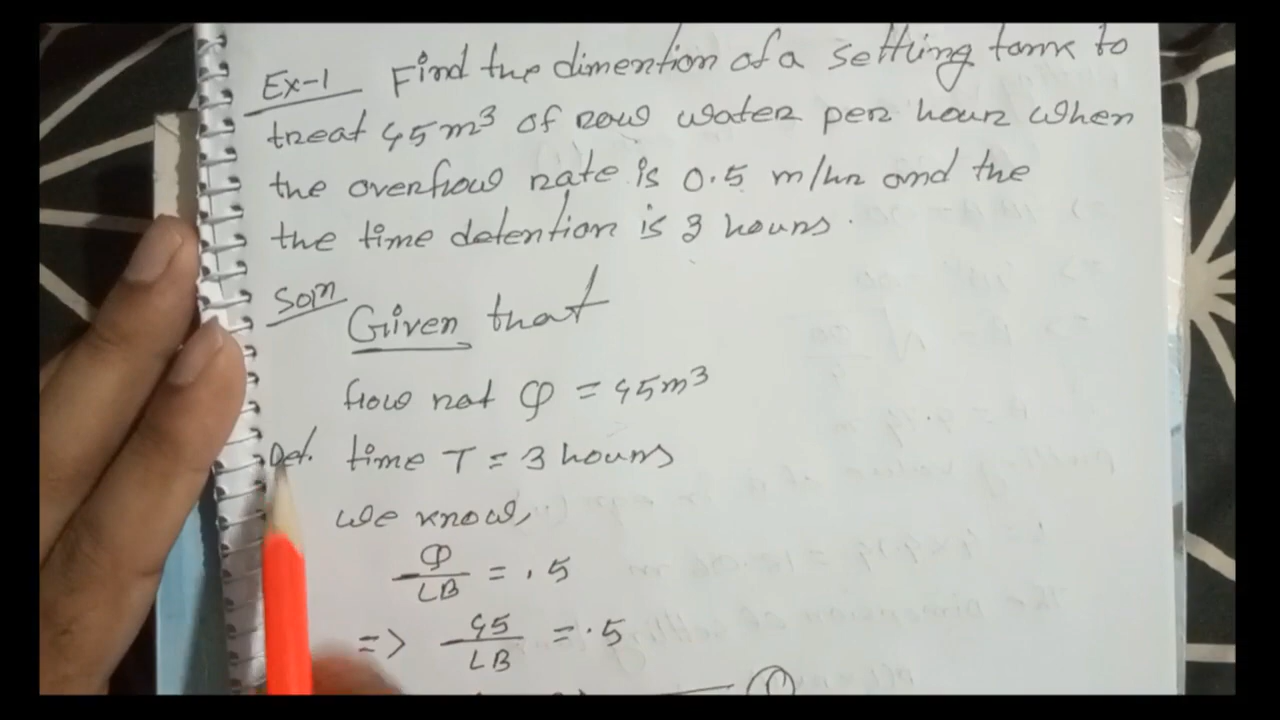 Ex-1 Find the dimention of a settling tank to
treat 45m³ of raw water per hour when
the overflow rate is 0.5 m/hr and the
the time detention is 3 hours.
Soln Given that
flow rat Q = 45m³
Det. time T = 3 hours
we know,
Q/LB = .5
=> 45/LB = .5